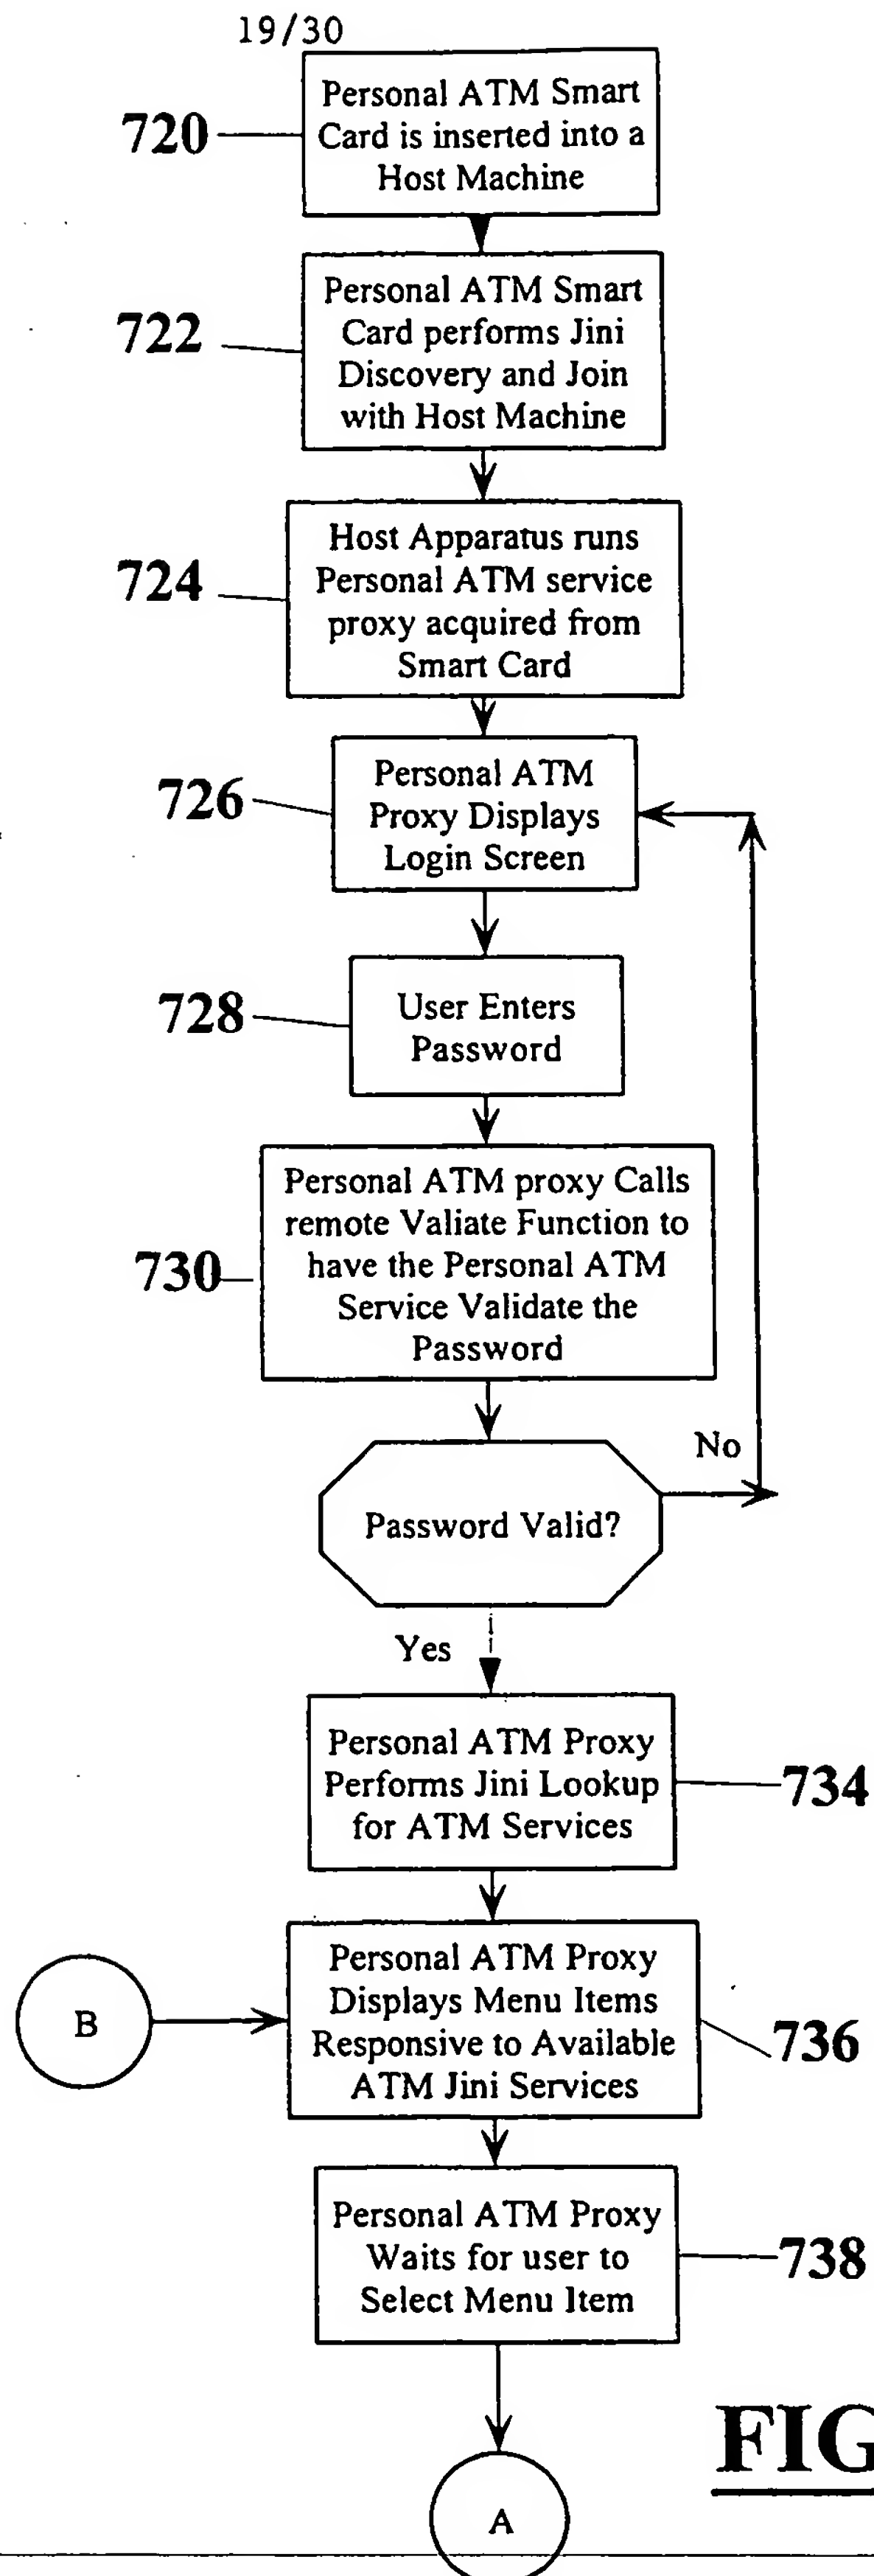 19/30
720
Personal ATM Smart
Card is inserted into a
Host Machine
722
Personal ATM Smart
Card performs Jini
Discovery and Join
with Host Machine
724
Host Apparatus runs
Personal ATM service
proxy acquired from
Smart Card
726
Personal ATM
Proxy Displays
Login Screen
728
User Enters
Password
730
Personal ATM proxy Calls
remote Valiate Function to
have the Personal ATM
Service Validate the
Password
No
Password Valid?
Yes
Personal ATM Proxy
Performs Jini Lookup
for ATM Services
734
B
Personal ATM Proxy
Displays Menu Items
Responsive to Available
ATM Jini Services
736
Personal ATM Proxy
Waits for user to
Select Menu Item
738
FIG
A